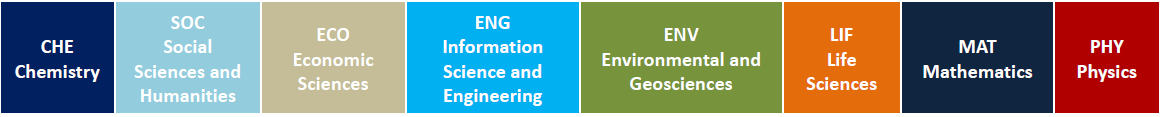 CHE
Chemistry
SOC
Social
Sciences and
Humanities
ECO
Economic
Sciences
ENG
Information
Science and
Engineering
ENV
Environmental and
Geosciences
LIF
Life
Sciences
MAT
Mathematics
PHY
Physics